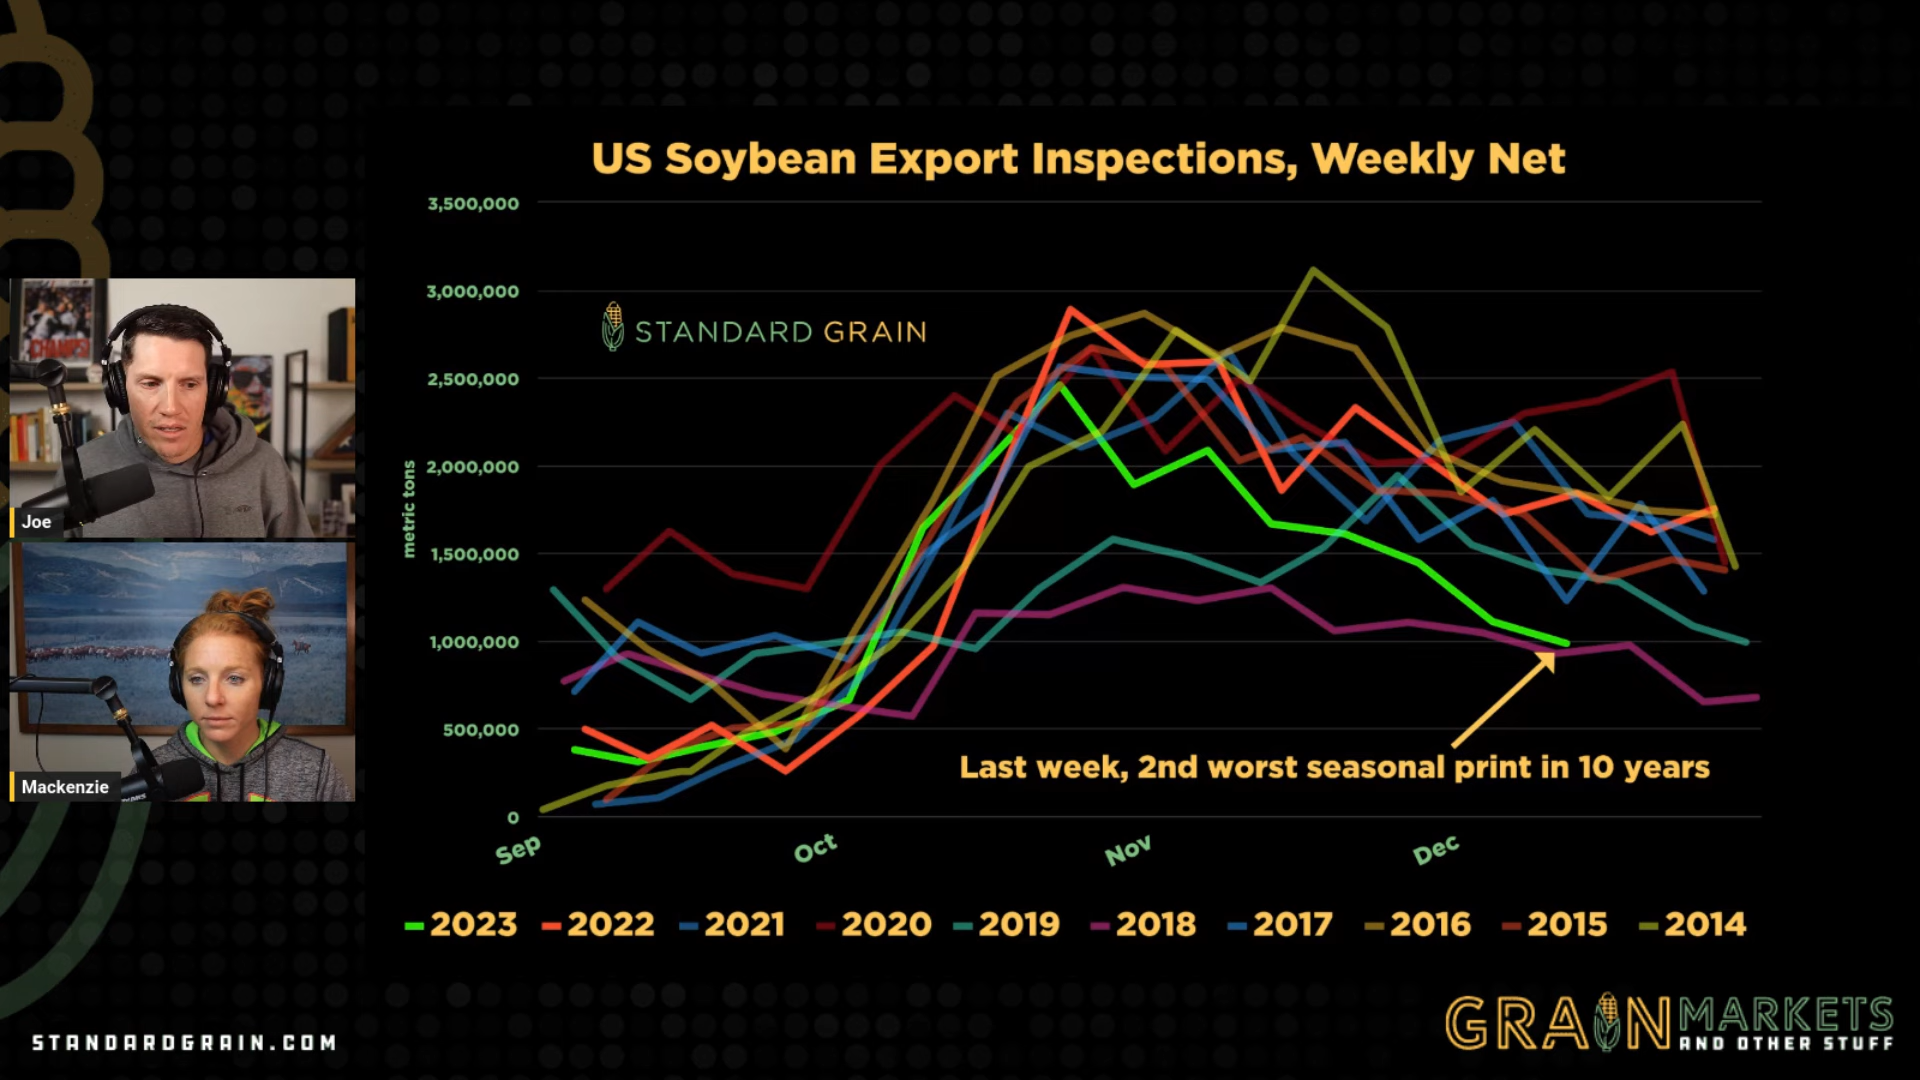 US Soybean Export Inspections, Weekly Net
3,500,000
3,000,000
2,500,000
2,000,000
1,500,000
1,000,000
500,000
0
metric tons
STANDARD GRAIN
Last week, 2nd worst seasonal print in 10 years
Sep Oct Nov Dec
2023 2022 2021 2020 2019 2018 2017 2016 2015 2014
CHAMPS!
Joe
Mackenzie
STANDARDGRAIN.COM
GRAIN MARKETS
AND OTHER STUFF